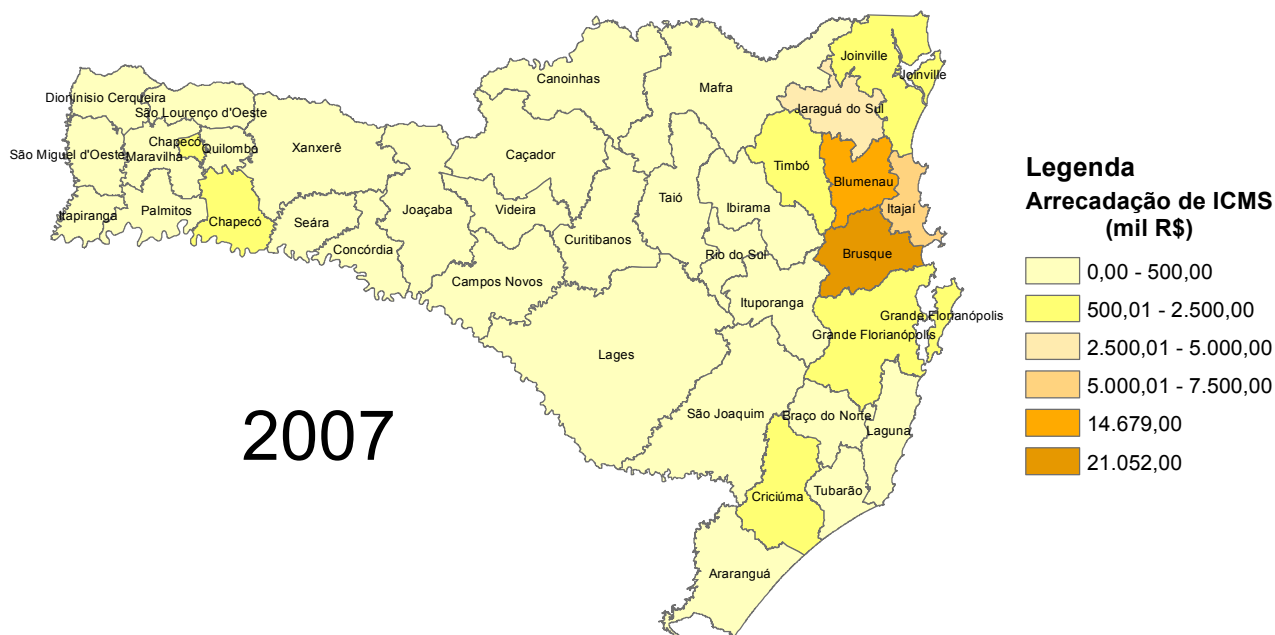 Joinville
Joinville
Canoinhas
Mafra
Dionísio Cerqueira
Jaraguá do Sul
São Lourenço d'Oeste
Chapecó
Quilombo
Xanxerê
São Miguel d'Oeste
Maravilha
Caçador
Timbó
Blumenau
Taió
Ibirama
Itajaí
Itapiranga
Palmitos
Chapecó
Seára
Joaçaba
Videira
Curitibanos
Concórdia
Rio do Sul
Brusque
Campos Novos
Ituporanga
Grande Florianópolis
Grande Florianópolis
Lages
São Joaquim
Braço do Norte
Laguna
Criciúma
Tubarão
Araranguá
2007
Legenda
Arrecadação de ICMS
(mil R$)
0,00 - 500,00
500,01 - 2.500,00
2.500,01 - 5.000,00
5.000,01 - 7.500,00
14.679,00
21.052,00